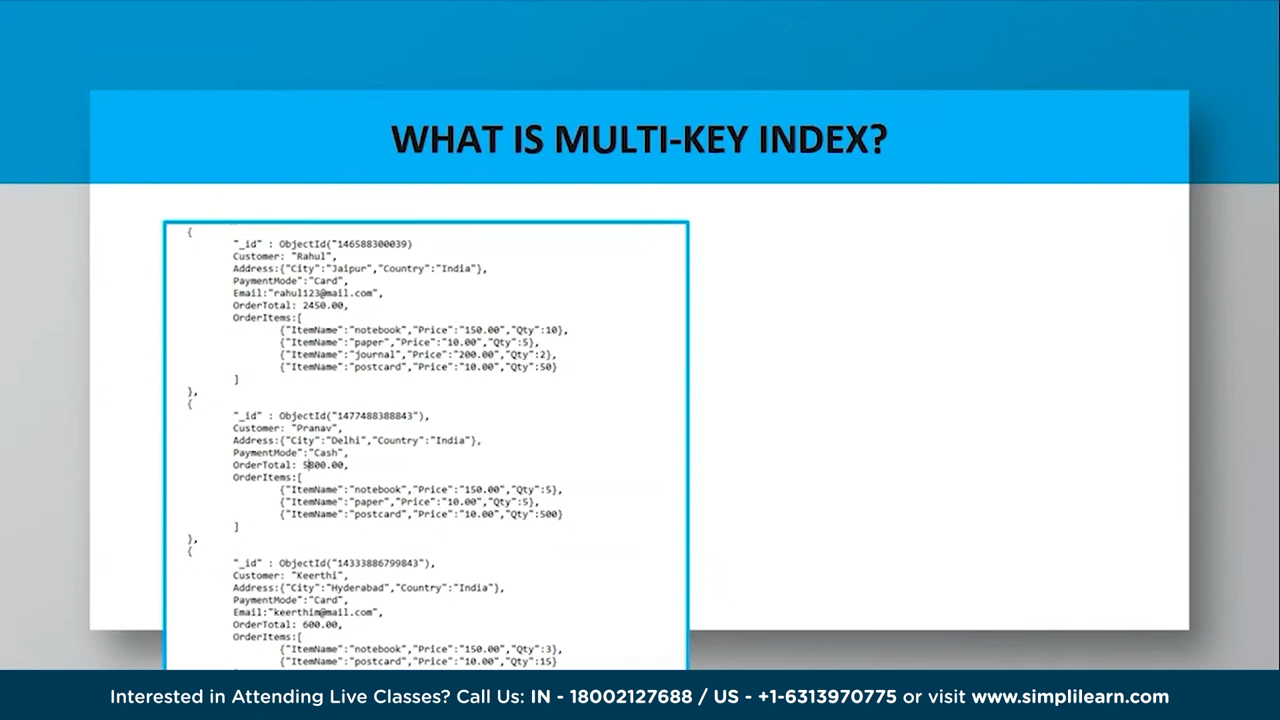 WHAT IS MULTI-KEY INDEX?
{
"_id" : ObjectId("146588300039)
Customer: "Rahul",
Address:{"City":"Jaipur","Country":"India"},
PaymentMode":"Card",
Email:"rahul123@mail.com",
OrderTotal: 2450.00,
OrderItems:[
{"ItemName":"notebook","Price":"150.00","Qty":10},
{"ItemName":"paper","Price":"10.00","Qty":5},
{"ItemName":"journal","Price":"200.00","Qty":2},
{"ItemName":"postcard","Price":"10.00","Qty":50}
]
},
{
"_id" : ObjectId("1477488388843"),
Customer: "Pranav",
Address:{"City":"Delhi","Country":"India"},
PaymentMode":"Cash",
OrderTotal: 5800.00,
OrderItems:[
{"ItemName":"notebook","Price":"150.00","Qty":5},
{"ItemName":"paper","Price":"10.00","Qty":5},
{"ItemName":"postcard","Price":"10.00","Qty":500}
]
},
{
"_id" : ObjectId("14333886799843"),
Customer: "Keerthi",
Address:{"City":"Hyderabad","Country":"India"},
PaymentMode":"Card",
Email:"keerthim@mail.com",
OrderTotal: 600.00,
OrderItems:[
{"ItemName":"notebook","Price":"150.00","Qty":3},
{"ItemName":"postcard","Price":"10.00","Qty":15}
Interested in Attending Live Classes? Call Us: IN - 18002127688 / US - +1-6313970775 or visit www.simplilearn.com